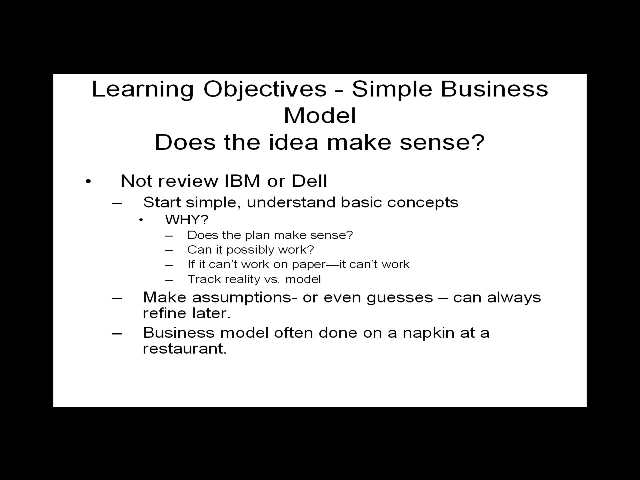 Learning Objectives - Simple Business
Model
Does the idea make sense?
• Not review IBM or Dell
– Start simple, understand basic concepts
• WHY?
– Does the plan make sense?
– Can it possibly work?
– If it can't work on paper—it can't work
– Track reality vs. model
– Make assumptions- or even guesses – can always
refine later.
– Business model often done on a napkin at a
restaurant.